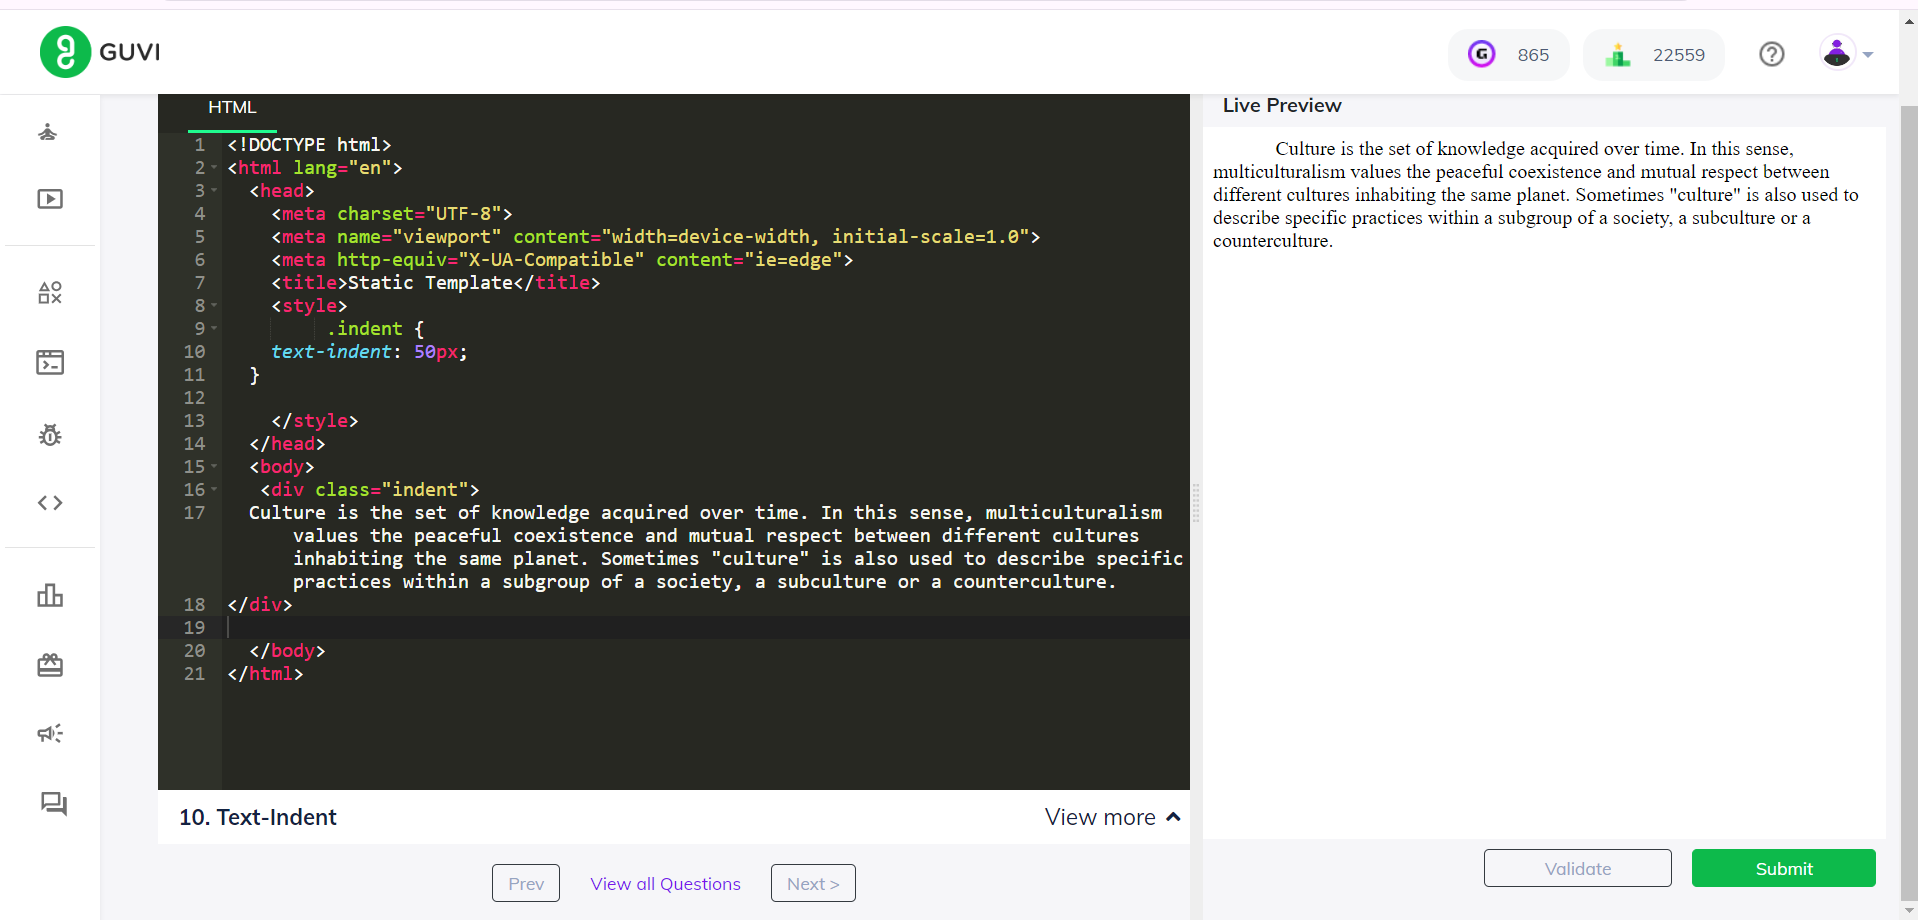 GUVI
865
22559
HTML
1 <!DOCTYPE html>
2 <html lang="en">
3 <head>
4 <meta charset="UTF-8">
5 <meta name="viewport" content="width=device-width, initial-scale=1.0">
6 <meta http-equiv="X-UA-Compatible" content="ie=edge">
7 <title>Static Template</title>
8 <style>
9 .indent {
10 text-indent: 50px;
11 }
12
13 </style>
14 </head>
15 <body>
16 <div class="indent">
17 Culture is the set of knowledge acquired over time. In this sense, multiculturalism
values the peaceful coexistence and mutual respect between different cultures
inhabiting the same planet. Sometimes "culture" is also used to describe specific
practices within a subgroup of a society, a subculture or a counterculture.
18 </div>
19
20 </body>
21 </html>
10. Text-Indent
View more
Prev
View all Questions
Next >
Live Preview
Culture is the set of knowledge acquired over time. In this sense,
multiculturalism values the peaceful coexistence and mutual respect between
different cultures inhabiting the same planet. Sometimes "culture" is also used to
describe specific practices within a subgroup of a society, a subculture or a
counterculture.
Validate
Submit